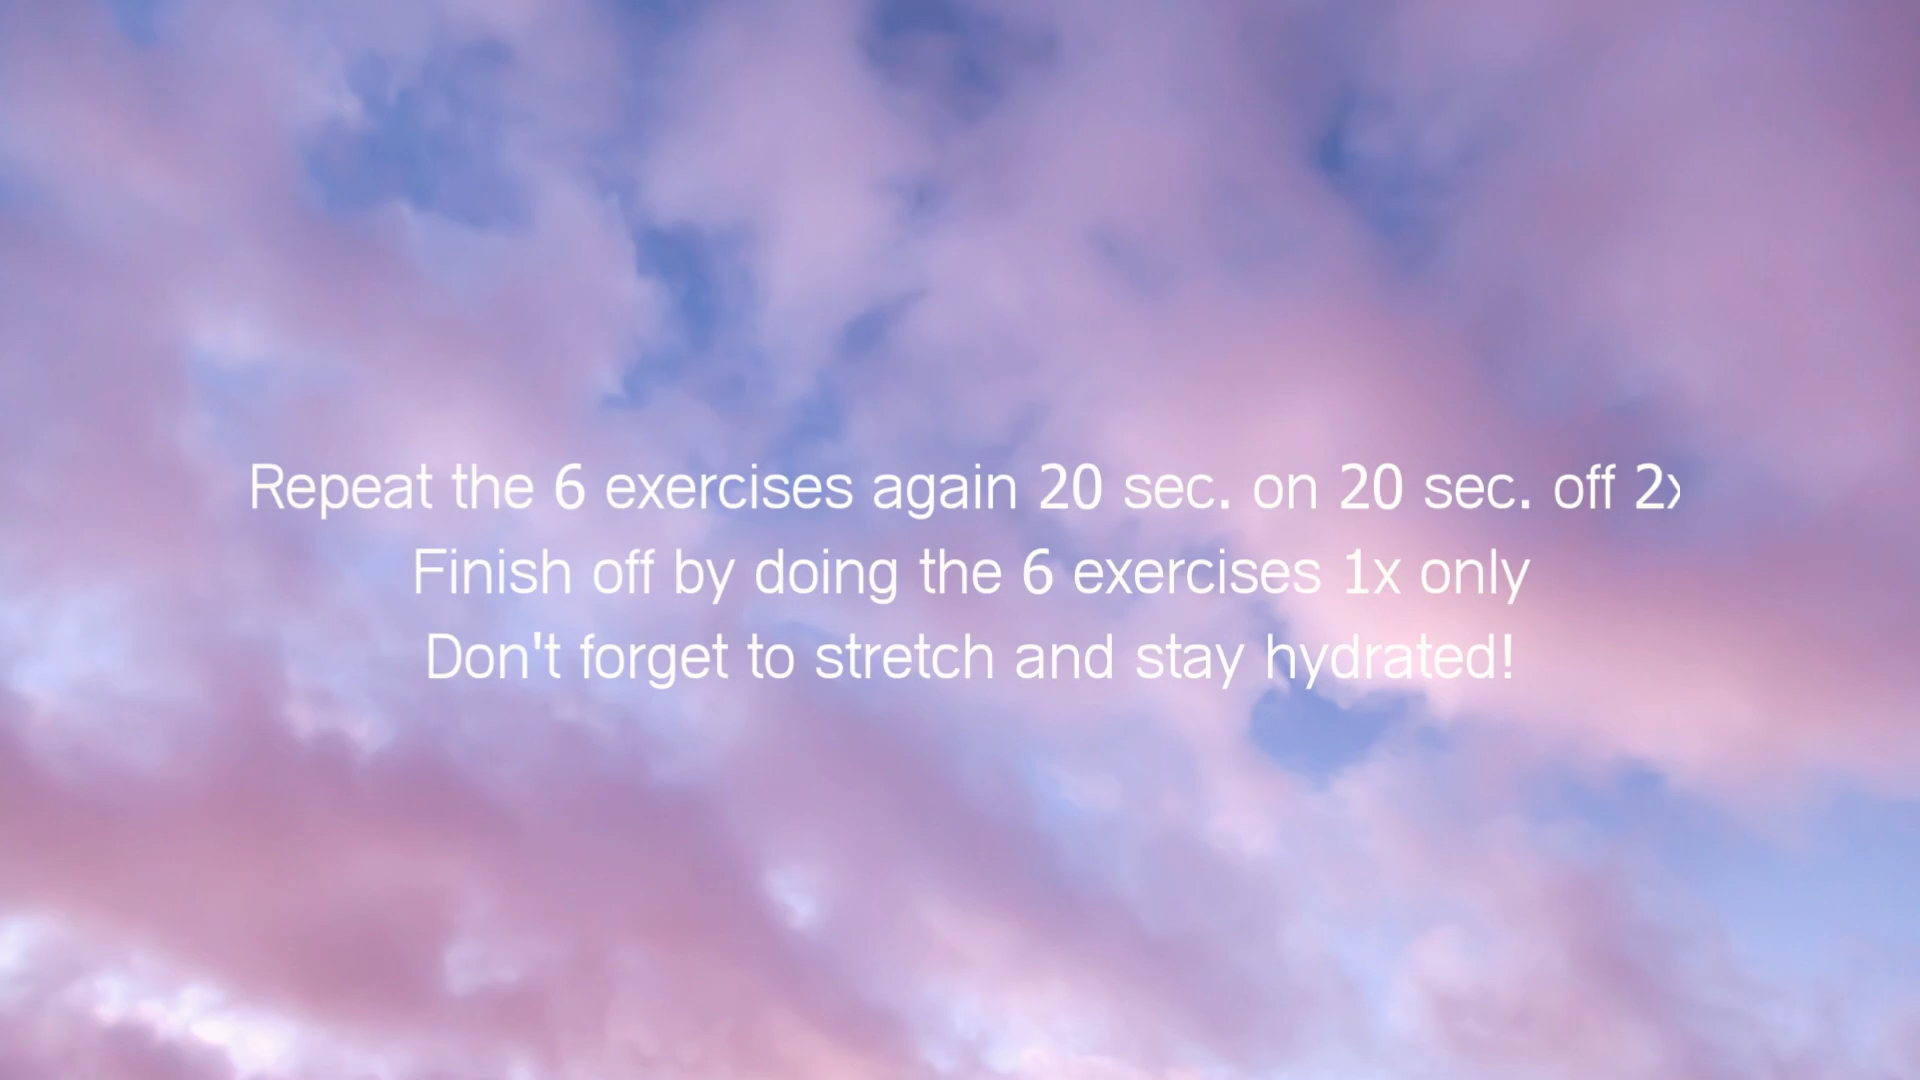 Repeat the 6 exercises again 20 sec. on 20 sec. off 2x
Finish off by doing the 6 exercises 1x only
Don't forget to stretch and stay hydrated!